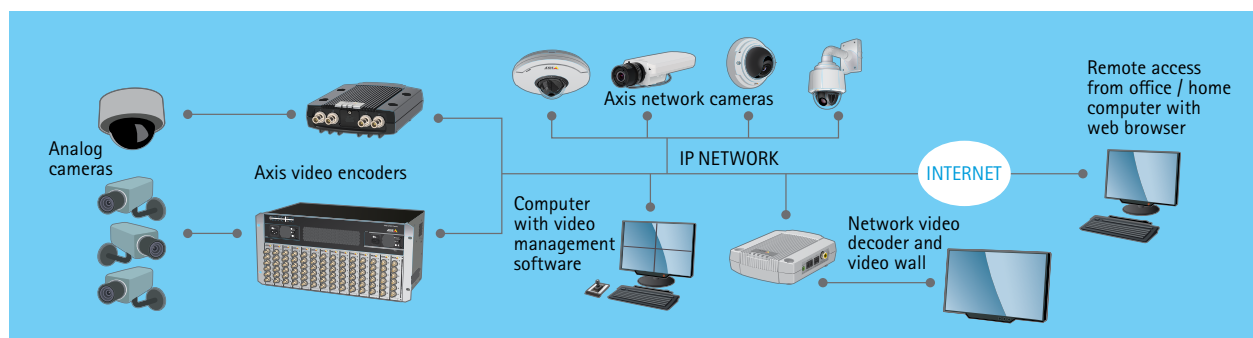 Analog
cameras
Axis video encoders
Axis network cameras
IP NETWORK
Computer
with video
management
software
Network video
decoder and
video wall
INTERNET
Remote access
from office / home
computer with
web browser